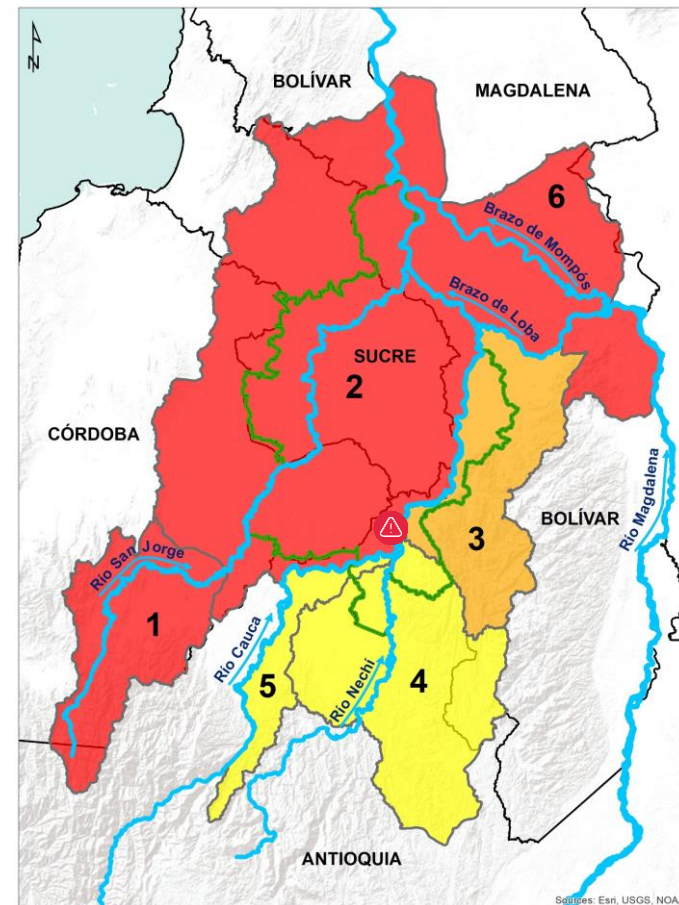 N
BOLÍVAR
MAGDALENA
6
Brazo de Mompós
Brazo de Loba
SUCRE
2
CÓRDOBA
BOLÍVAR
Río Magdalena
3
Río San Jorge
1
Río Cauca
5
Río Nechí
4
ANTIOQUIA
Sources: Esri, USGS, NOA